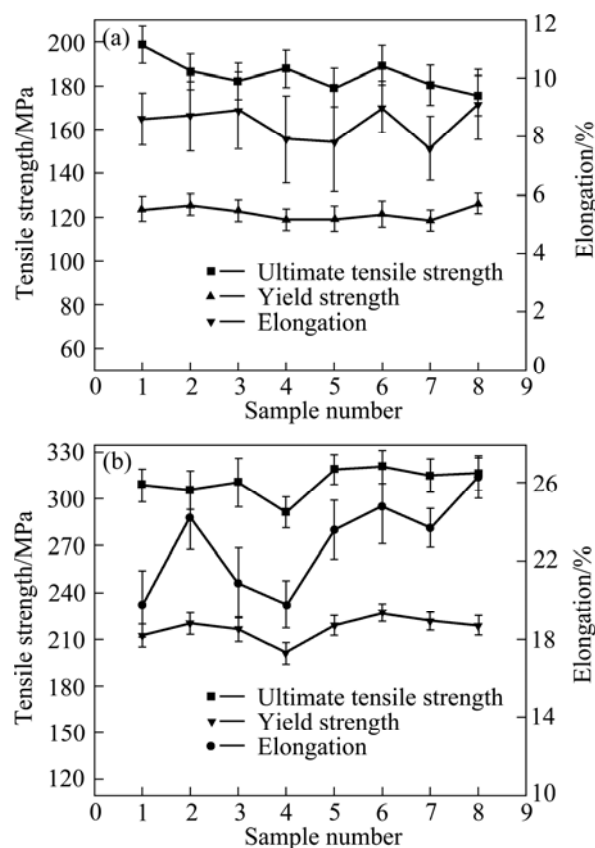 (a)
200
180
160
140
120
100
80
60
12
10
8
6
4
2
0
Tensile strength/MPa
Elongation/%
Ultimate tensile strength
Yield strength
Elongation
0 1 2 3 4 5 6 7 8 9
Sample number
(b)
330
300
270
240
210
180
150
120
26
22
18
14
10
Tensile strength/MPa
Elongation/%
Ultimate tensile strength
Yield strength
Elongation
0 1 2 3 4 5 6 7 8 9
Sample number